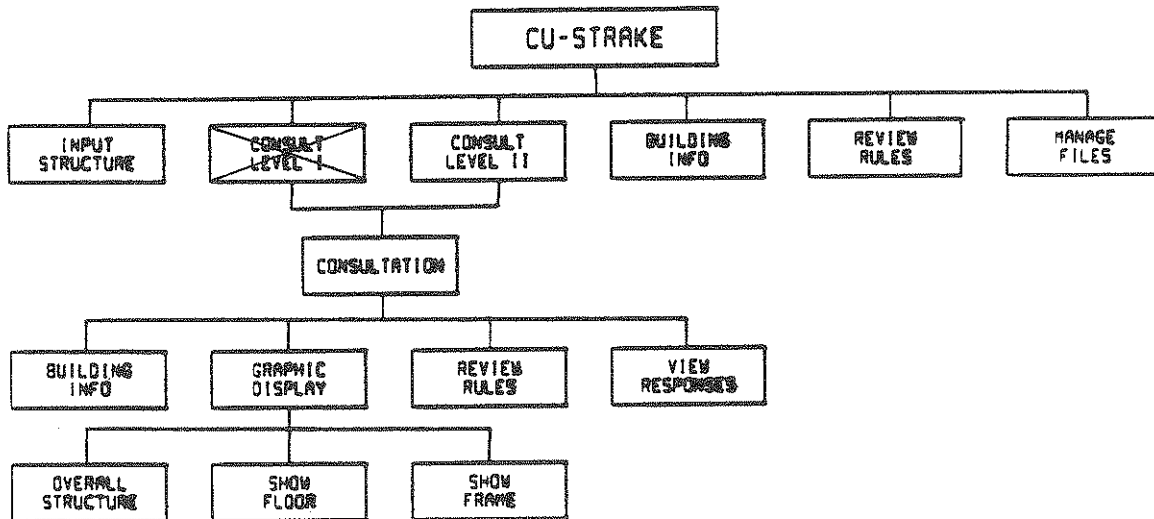 CU-STRAKE
INPUT
STRUCTURE
CONSULT
LEVEL I
CONSULT
LEVEL II
BUILDING
INFO
REVIEW
RULES
MANAGE
FILES
CONSULTATION
BUILDING
INFO
GRAPHIC
DISPLAY
REVIEW
RULES
VIEW
RESPONSES
OVERALL
STRUCTURE
SHOW
FLOOR
SHOW
FRAME